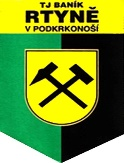 TJ BANÍK
RTYNĚ
V PODKRKONOŠÍ